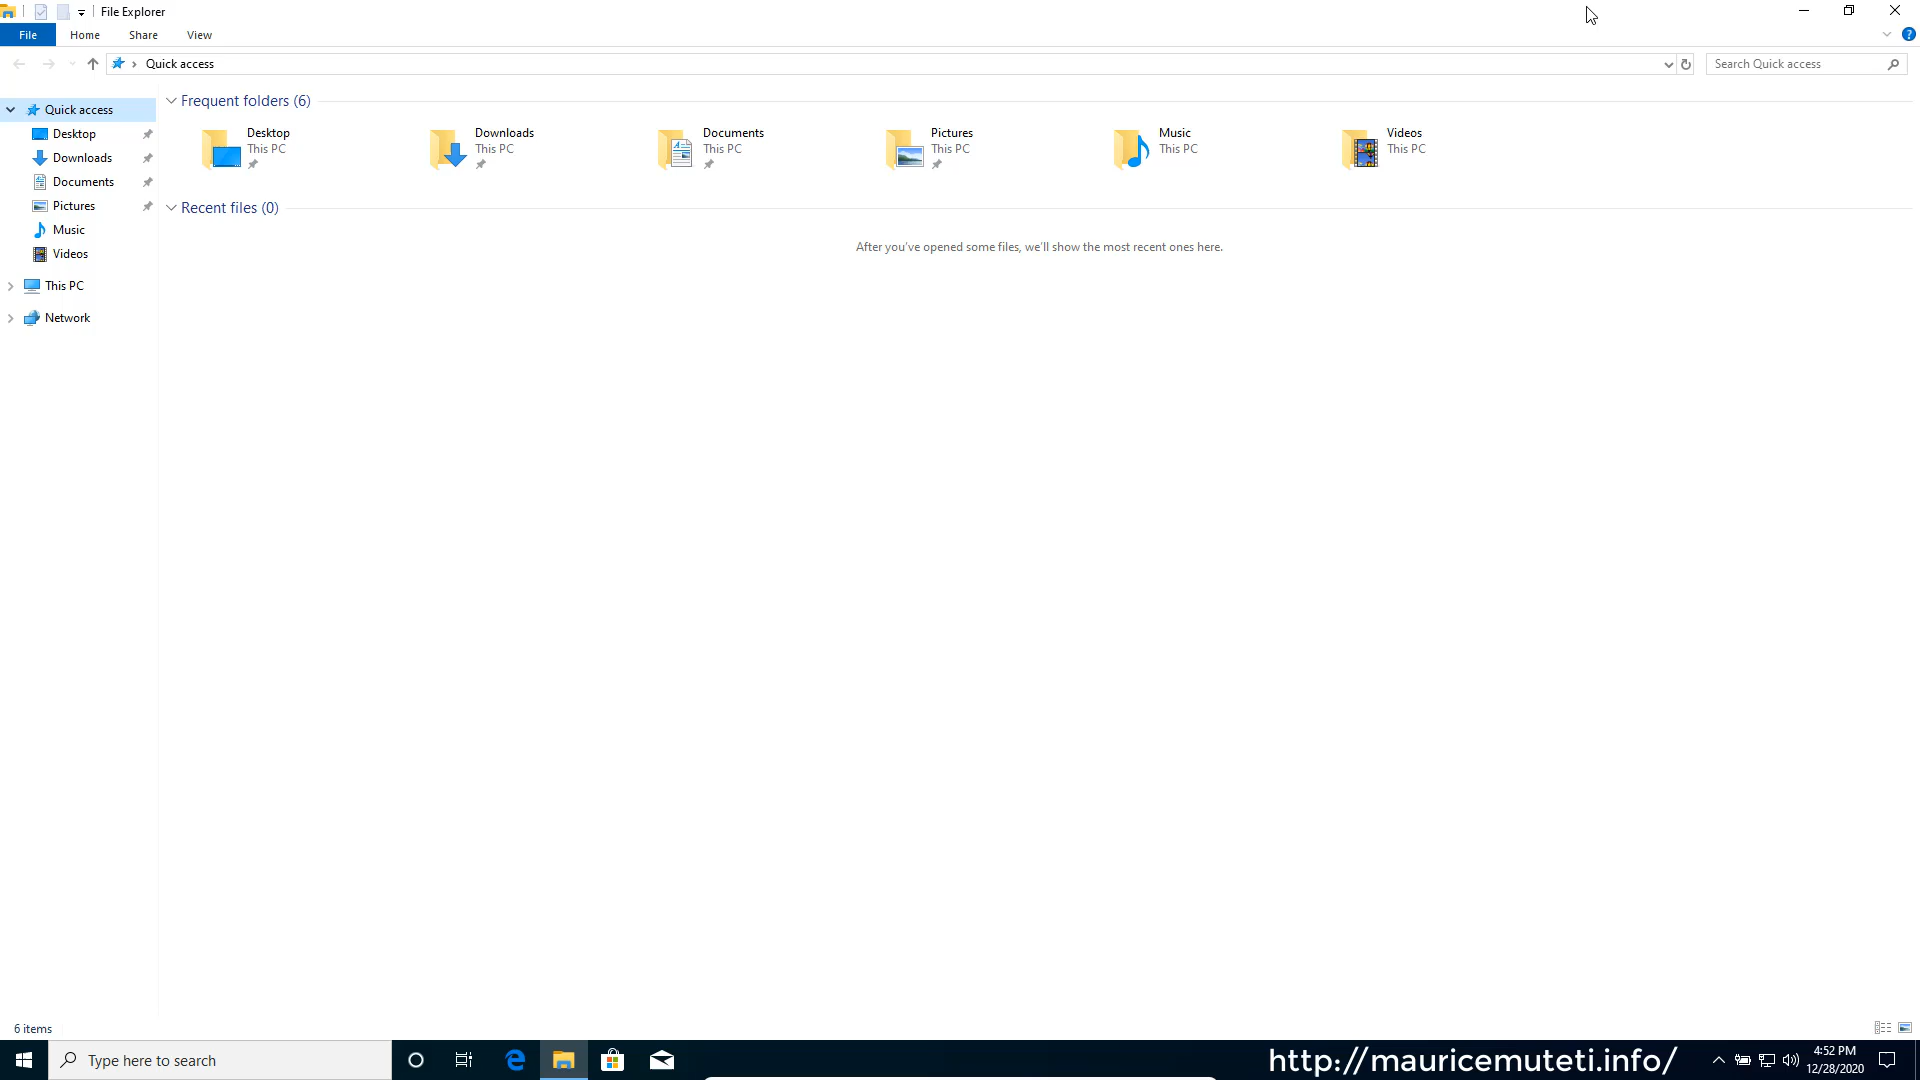 File Explorer
File Home Share View
Quick access
Search Quick access
Quick access
Desktop
Downloads
Documents
Pictures
Music
Videos
This PC
Network
Frequent folders (6)
Desktop
This PC
Downloads
This PC
Documents
This PC
Pictures
This PC
Music
This PC
Videos
This PC
Recent files (0)
After you've opened some files, we'll show the most recent ones here.
6 items
Type here to search
http://mauricemuteti.info/
4:52 PM
12/28/2020